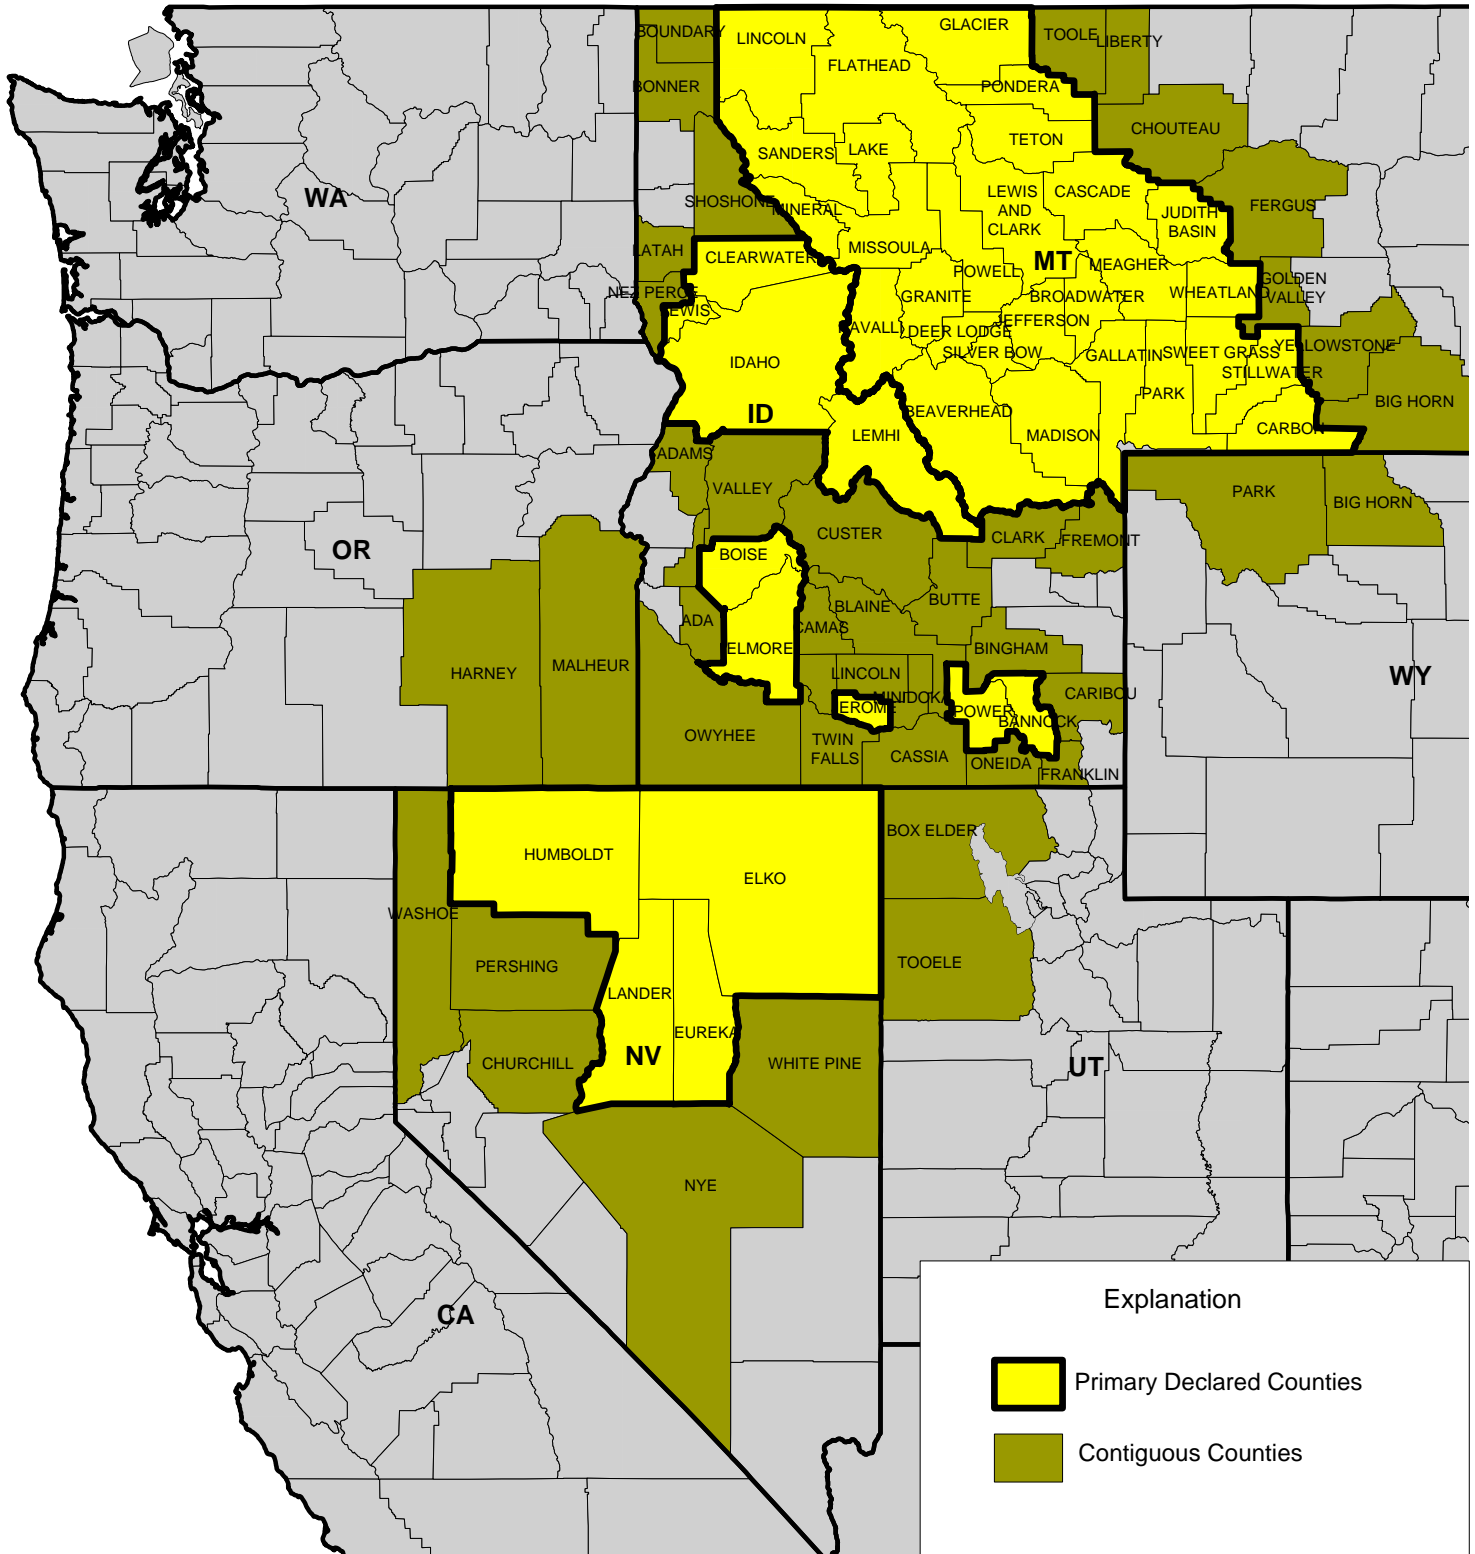 BOUNDARY
LINCOLN
GLACIER
TOOLE
LIBERTY
FLATHEAD
BONNER
PONDERA
CHOUTEAU
TETON
SANDERS
LAKE
WA
LEWIS
AND
CLARK
CASCADE
SHOSHONE
MINERAL
JUDITH
BASIN
FERGUS
LATAH
CLEARWATER
MISSOULA
MT
MEAGHER
POWELL
GOLDEN
VALLEY
NEZ PERCE
GRANITE
BROADWATER
WHEATLAND
EWIS
AVALLI
DEER LODGE
JEFFERSON
SILVER BOW
GALLATIN
SWEET GRASS
YELLOWSTONE
IDAHO
STILLWATER
PARK
BIG HORN
ID
BEAVERHEAD
LEMHI
MADISON
CARBON
ADAMS
VALLEY
PARK
BIG HORN
CUSTER
CLARK
FREMONT
OR
BOISE
BUTTE
BLAINE
ADA
CAMAS
ELMORE
BINGHAM
HARNEY
MALHEUR
LINCOLN
WY
MINIDOKA
CARIBOU
EROME
POWER
BANNOCK
OWYHEE
TWIN
FALLS
CASSIA
ONEIDA
FRANKLIN
BOX ELDER
HUMBOLDT
ELKO
WASHOE
PERSHING
TOOELE
LANDER
EUREKA
CHURCHILL
NV
WHITE PINE
UT
NYE
CA
Explanation
Primary Declared Counties
Contiguous Counties